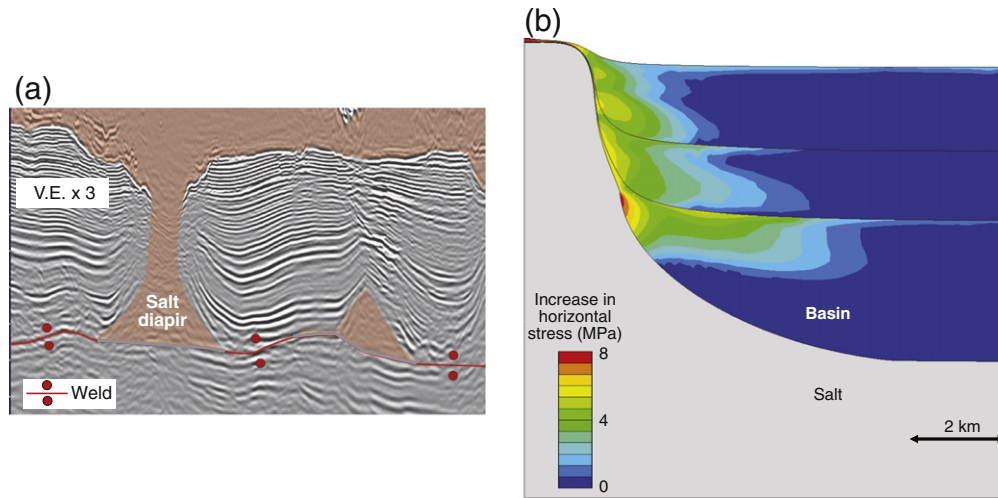 (a)
V.E. x 3
Salt
diapir
Weld
(b)
Increase in
horizontal
stress (MPa)
8
4
0
Basin
Salt
2 km